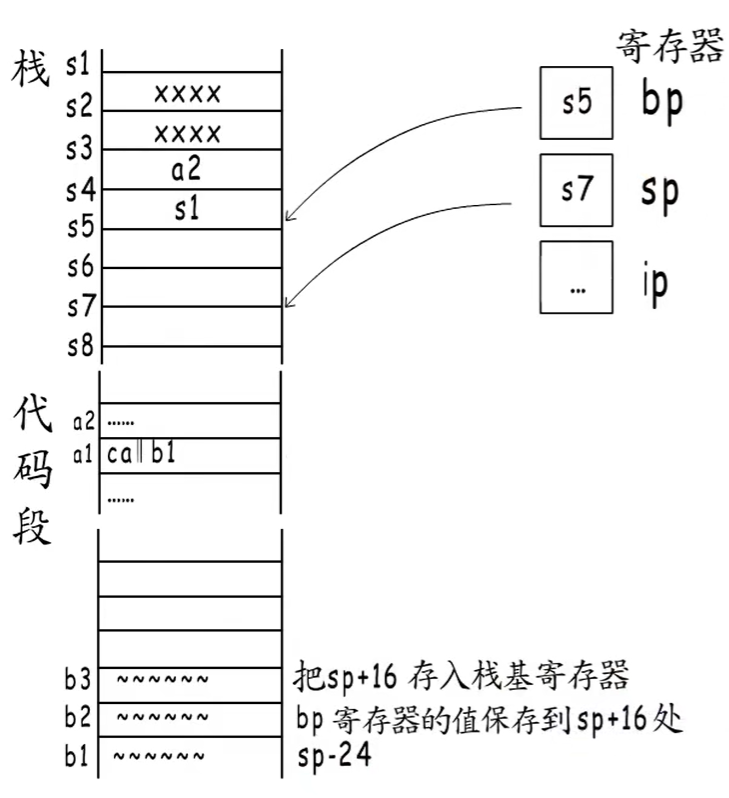 寄存器
栈
s1
s2 xxxx
s3 xxxx
s4 a2
s5 s1
s6
s7
s8
s5 bp
s7 sp
... ip
代码段
a2 ......
a1 call b1
......
b3 ~~~~~~ 把sp+16 存入栈基寄存器
b2 ~~~~~~ bp 寄存器的值保存到sp+16处
b1 ~~~~~~ sp-24